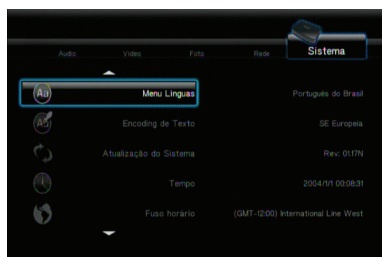 Audio Video Foto Rede Sistema
Aa Menu Linguas Português do Brasil
Encoding de Texto SE Europeia
Atualização do Sistema Rev: 01.17N
Tempo 2004/1/1 00:08:31
Fuso horário (GMT-12:00) International Line West